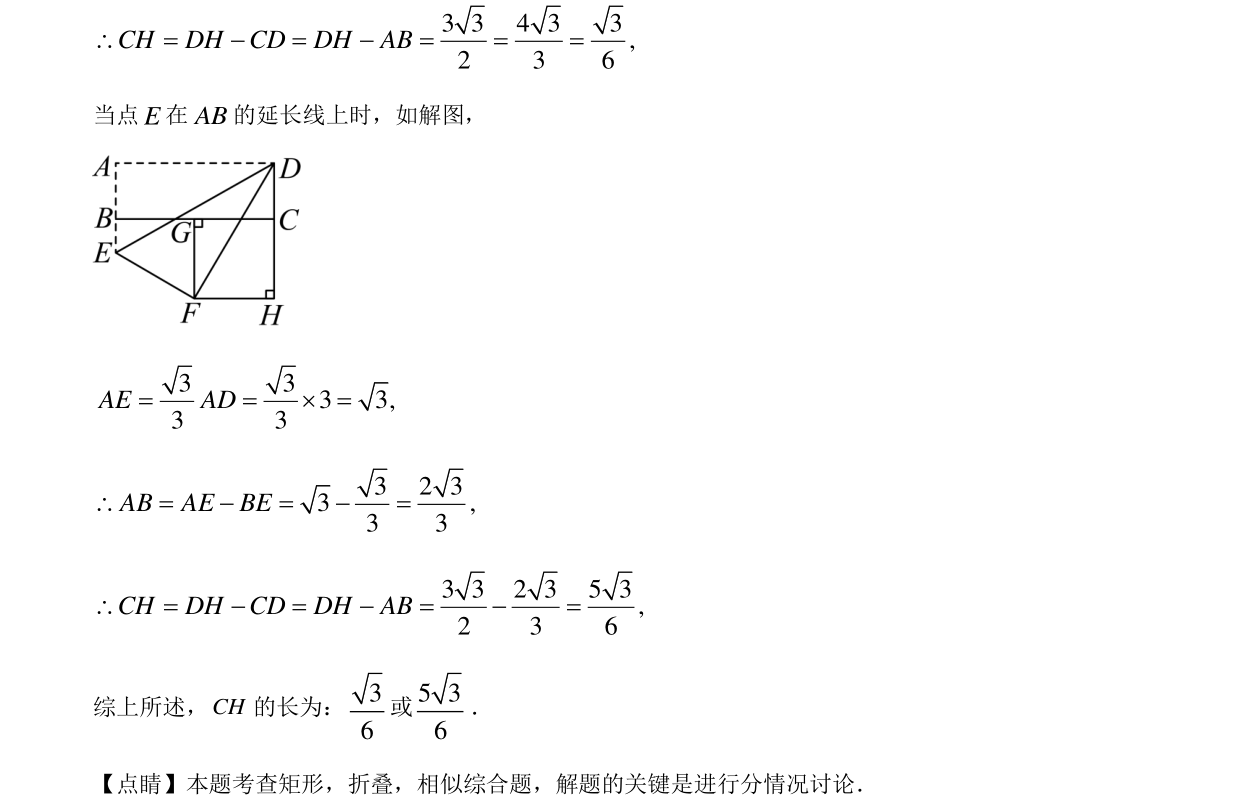 ∴CH = DH − CD = DH − AB = 3√3/2 = 4√3/3 = √3/6,
当点 E 在 AB 的延长线上时，如解图，
A D
B G C
E
F H
AE = √3/3 AD = √3/3 × 3 = √3,
∴AB = AE − BE = √3 − √3/3 = 2√3/3,
∴CH = DH − CD = DH − AB = 3√3/2 − 2√3/3 = 5√3/6,
综上所述，CH 的长为：√3/6 或 5√3/6．
【点睛】本题考查矩形，折叠，相似综合题，解题的关键是进行分情况讨论．